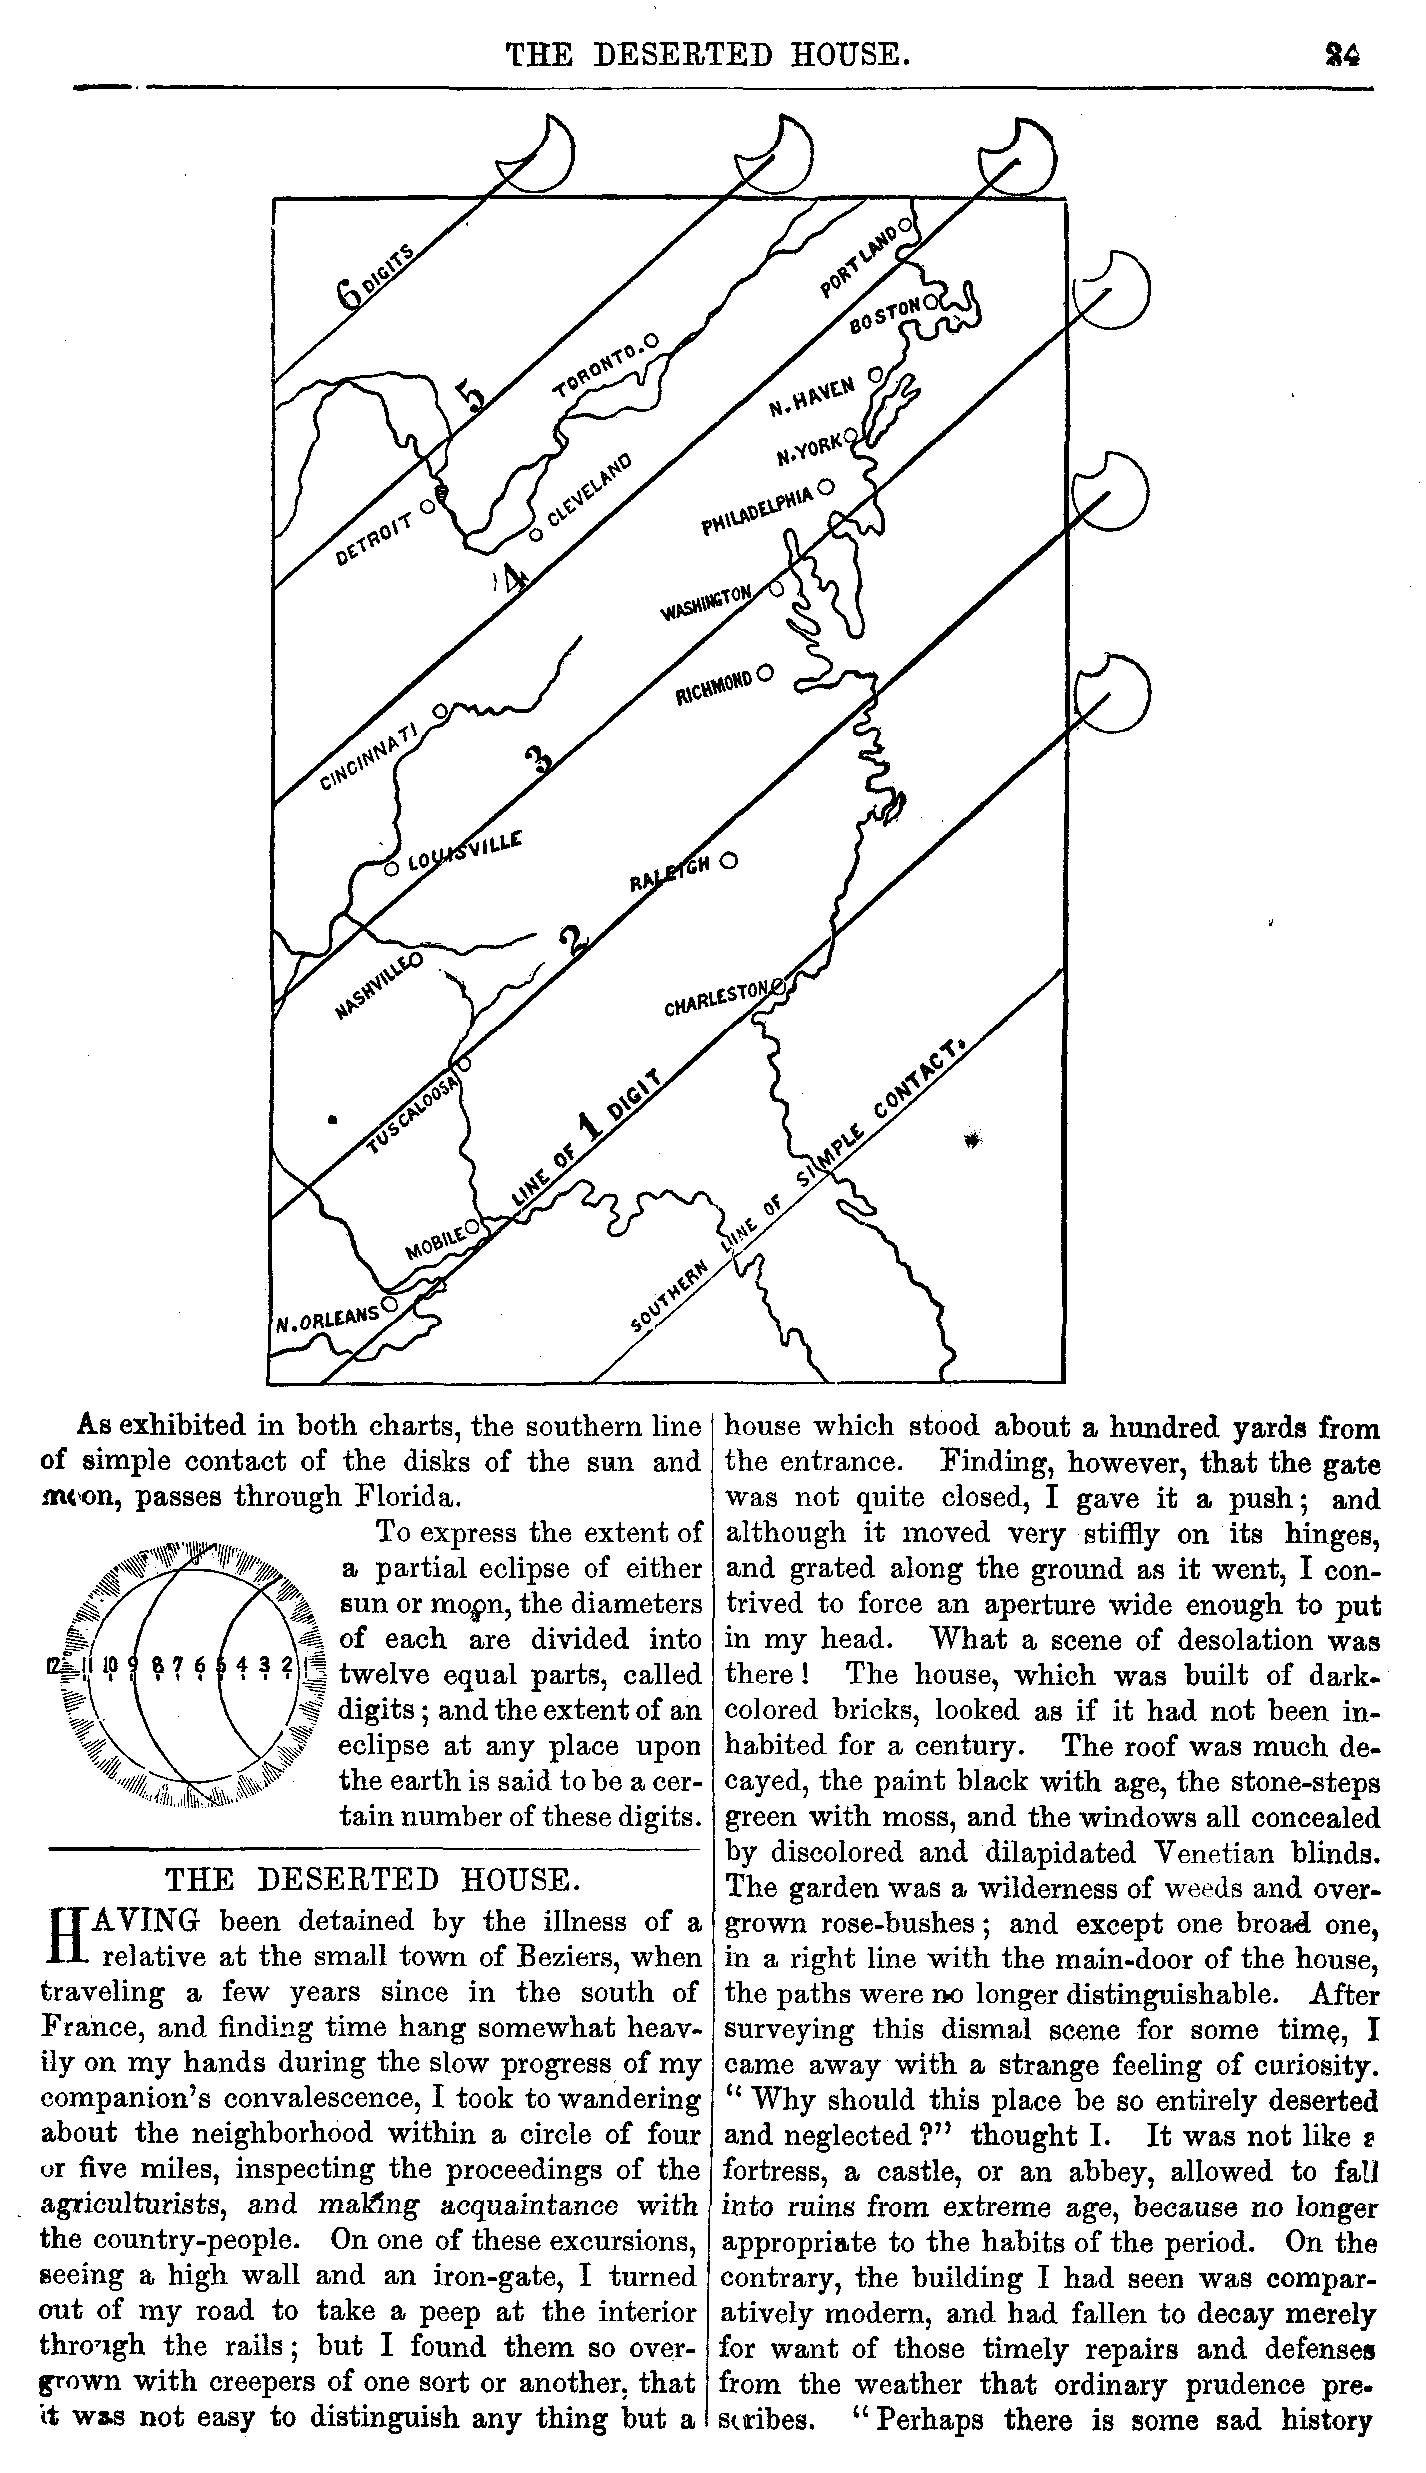 THE DESERTED HOUSE.
24
6 DIGITS
PORTLAND
BOSTON
TORONTO.
5
N. HAVEN
N. YORK
CLEVELAND
PHILADELPHIA
DETROIT
4
WASHINGTON
RICHMOND
CINCINNATI
3
LOUISVILLE
RALEIGH
2
NASHVILLE
CHARLESTON
TUSCALOOSA
LINE OF 1 DIGIT
SOUTHERN LINE OF SIMPLE CONTACT.
MOBILE
N. ORLEANS
As exhibited in both charts, the southern line
of simple contact of the disks of the sun and
moon, passes through Florida.
To express the extent of
a partial eclipse of either
sun or moon, the diameters
of each are divided into
twelve equal parts, called
digits; and the extent of an
eclipse at any place upon
the earth is said to be a cer-
tain number of these digits.
12 11 10 9 8 7 6 5 4 3 2 1
THE DESERTED HOUSE.
HAVING been detained by the illness of a
relative at the small town of Beziers, when
traveling a few years since in the south of
France, and finding time hang somewhat heav-
ily on my hands during the slow progress of my
companion's convalescence, I took to wandering
about the neighborhood within a circle of four
or five miles, inspecting the proceedings of the
agriculturists, and making acquaintance with
the country-people. On one of these excursions,
seeing a high wall and an iron-gate, I turned
out of my road to take a peep at the interior
through the rails; but I found them so over-
grown with creepers of one sort or another, that
it was not easy to distinguish any thing but a
house which stood about a hundred yards from
the entrance. Finding, however, that the gate
was not quite closed, I gave it a push; and
although it moved very stiffly on its hinges,
and grated along the ground as it went, I con-
trived to force an aperture wide enough to put
in my head. What a scene of desolation was
there! The house, which was built of dark-
colored bricks, looked as if it had not been in-
habited for a century. The roof was much de-
cayed, the paint black with age, the stone-steps
green with moss, and the windows all concealed
by discolored and dilapidated Venetian blinds.
The garden was a wilderness of weeds and over-
grown rose-bushes; and except one broad one,
in a right line with the main-door of the house,
the paths were no longer distinguishable. After
surveying this dismal scene for some time, I
came away with a strange feeling of curiosity.
"Why should this place be so entirely deserted
and neglected?" thought I. It was not like a
fortress, a castle, or an abbey, allowed to fall
into ruins from extreme age, because no longer
appropriate to the habits of the period. On the
contrary, the building I had seen was compar-
atively modern, and had fallen to decay merely
for want of those timely repairs and defenses
from the weather that ordinary prudence pre-
scribes. "Perhaps there is some sad history